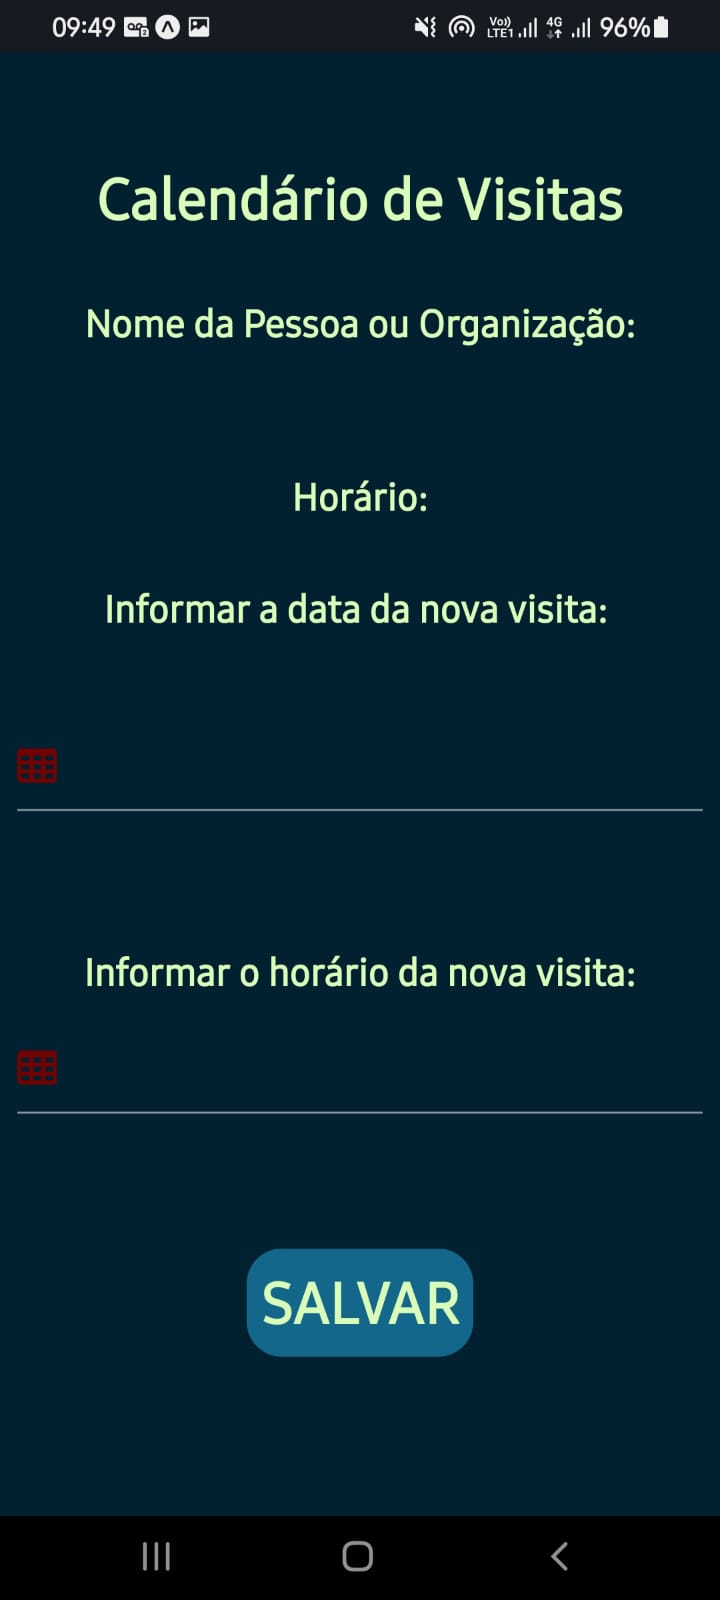 09:49
Vo))
LTE1
4G
96%
Calendário de Visitas
Nome da Pessoa ou Organização:
Horário:
Informar a data da nova visita:
Informar o horário da nova visita:
SALVAR